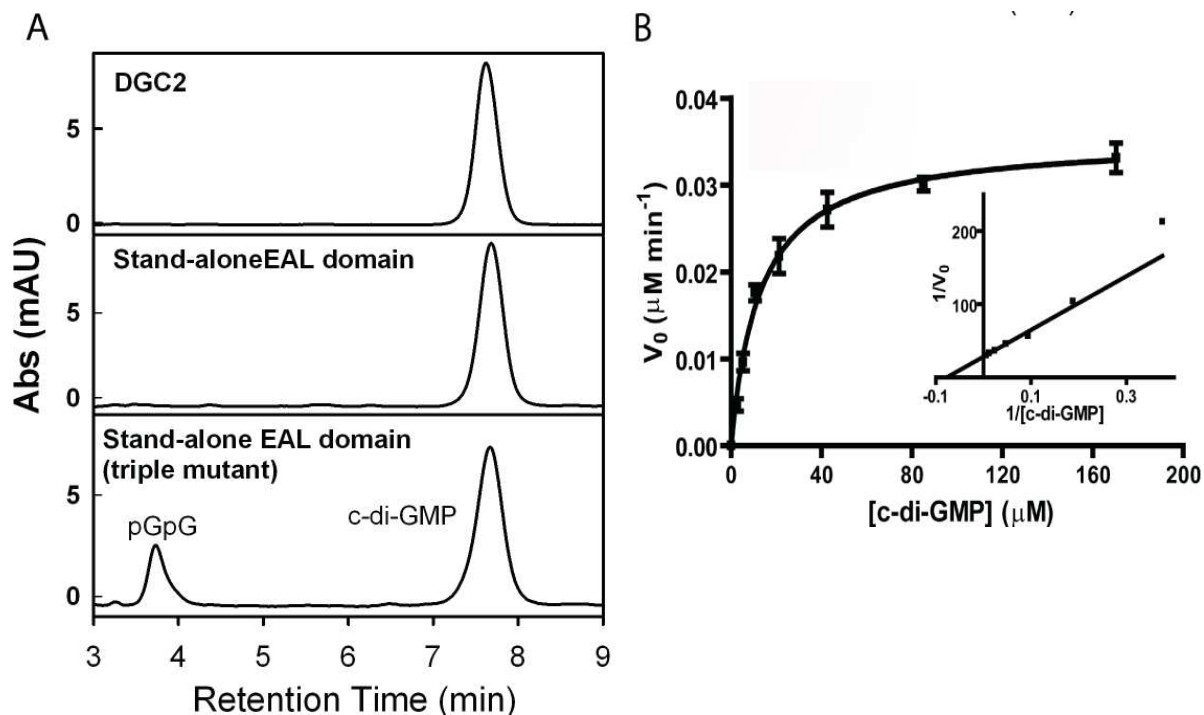 A
DGC2
5
0
Stand-aloneEAL domain
5
0
Stand-alone EAL domain
(triple mutant)
5
pGpG
c-di-GMP
0
Abs (mAU)
3 4 5 6 7 8 9
Retention Time (min)
B
0.04
0.03
0.02
0.01
0.00
V0 (μM min-1)
0 40 80 120 160 200
[c-di-GMP] (μM)
200
100
1/V0
-0.1 0.1 0.3
1/[c-di-GMP]